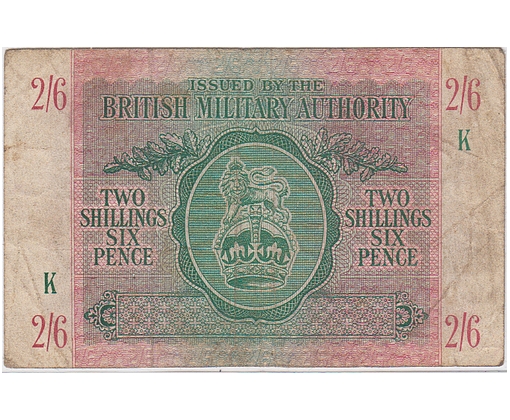 2/6 2/6
ISSUED BY THE
BRITISH MILITARY AUTHORITY
K
TWO TWO
SHILLINGS SHILLINGS
SIX SIX
PENCE PENCE
K
2/6 2/6